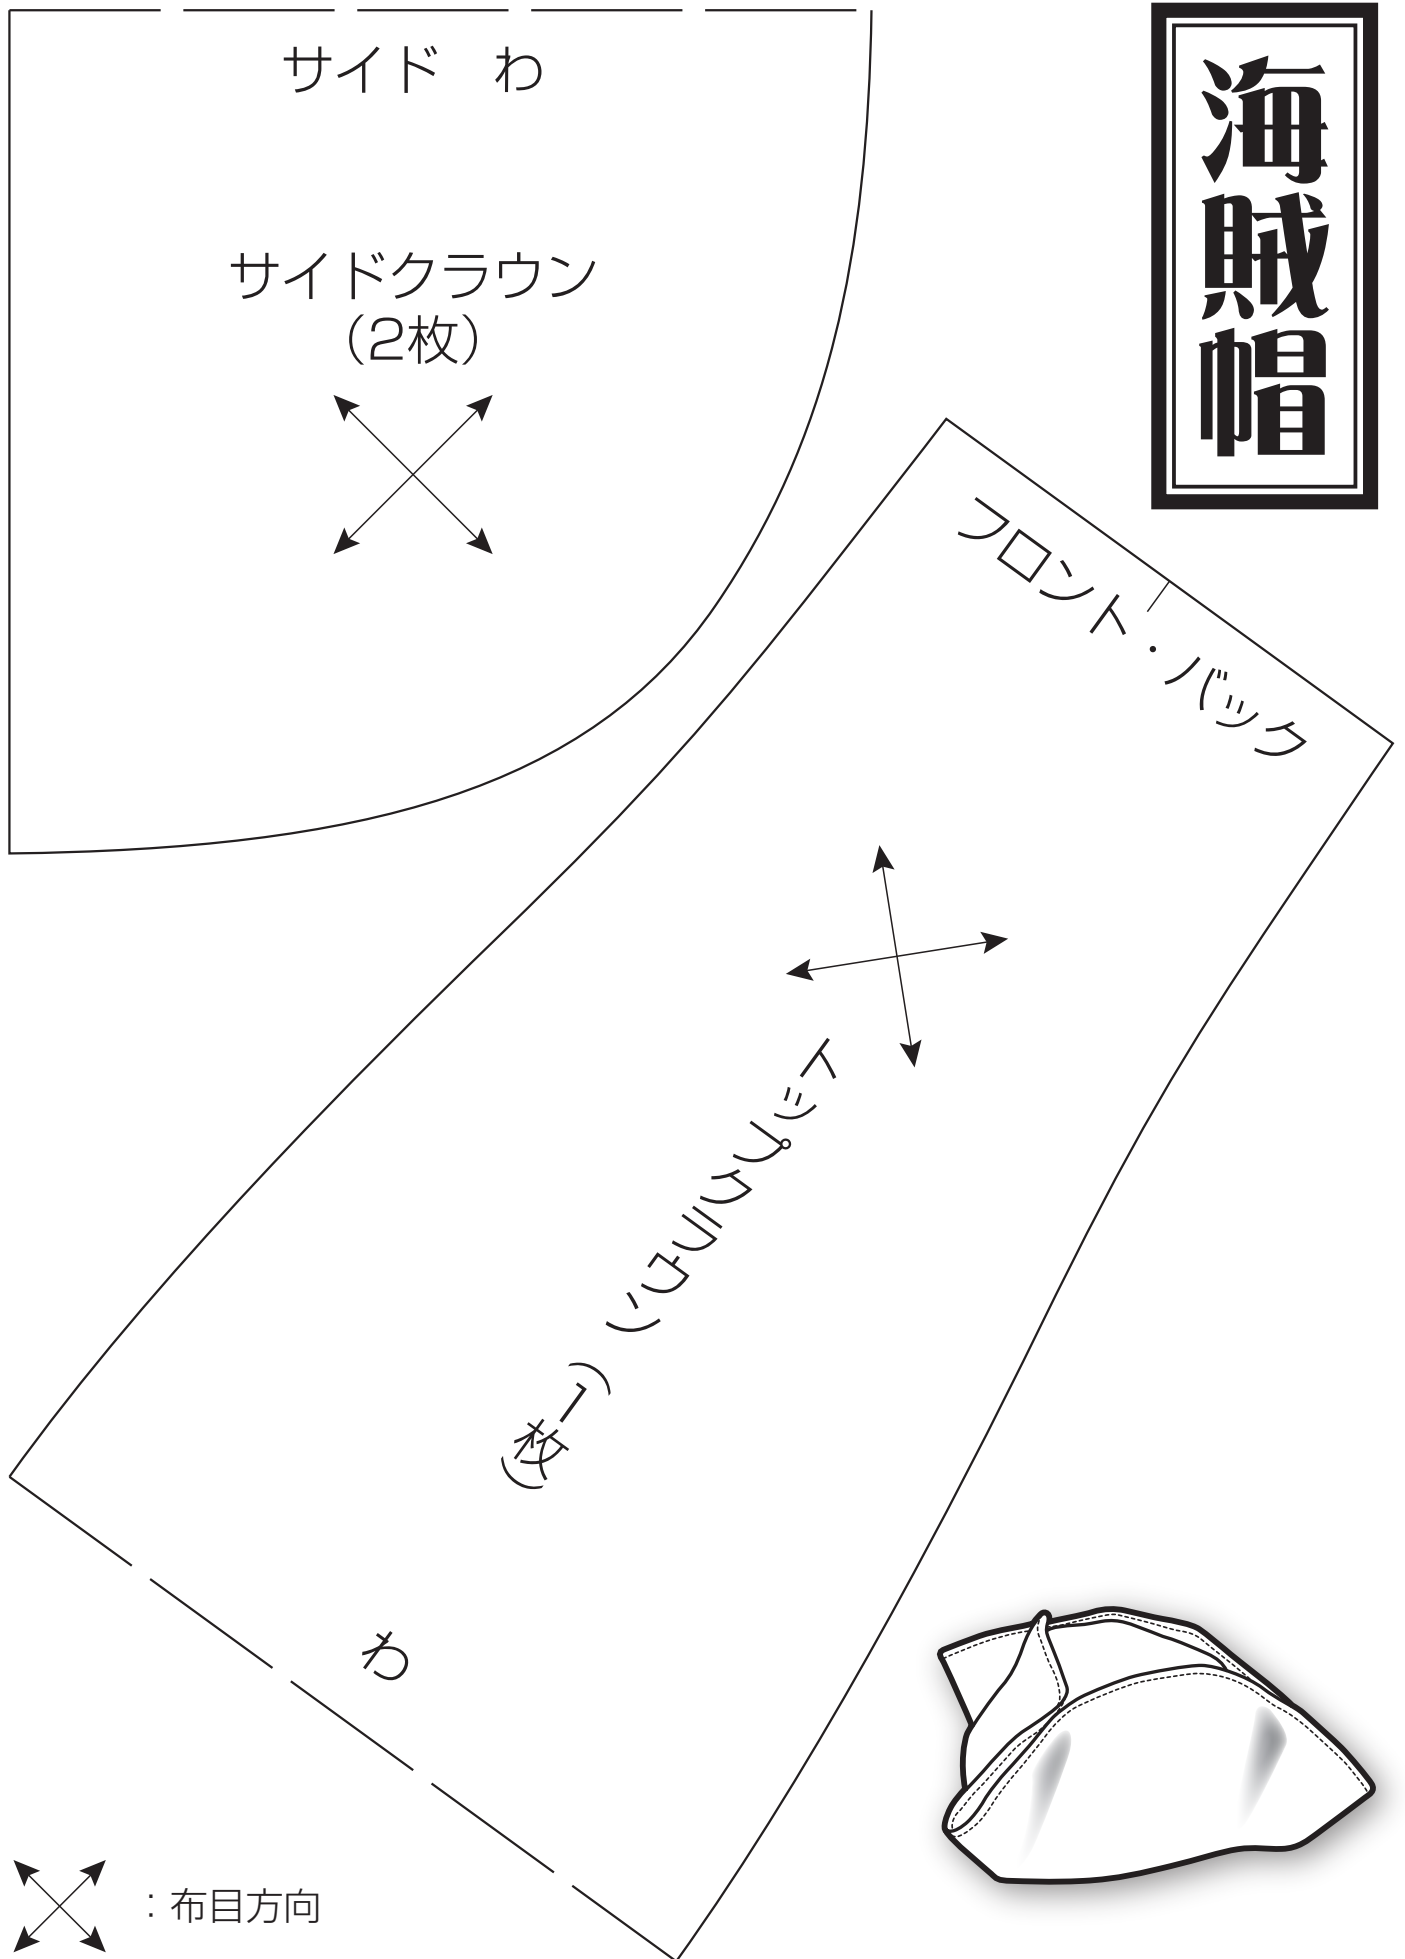 サイド　わ
サイドクラウン
（2枚）
海賊帽
フロント・バック
トップクラウン（1枚）
わ
：布目方向